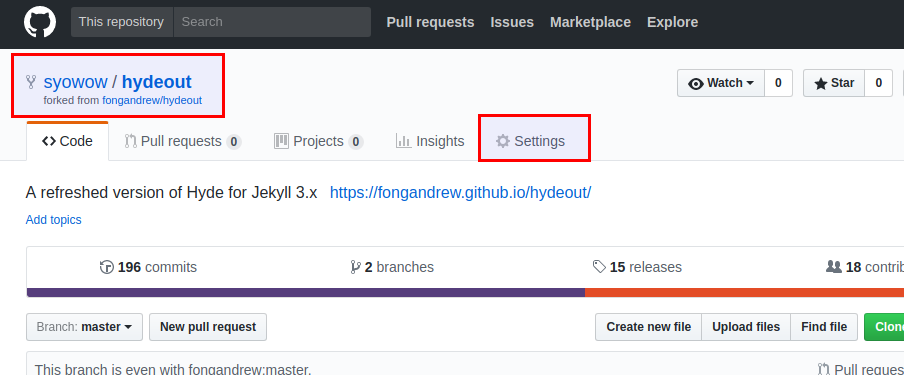 This repository Search Pull requests Issues Marketplace Explore
syowow / hydeout
forked from fongandrew/hydeout
Watch 0 Star 0
Code Pull requests 0 Projects 0 Insights Settings
A refreshed version of Hyde for Jekyll 3.x https://fongandrew.github.io/hydeout/
Add topics
196 commits 2 branches 15 releases 18 contrib
Branch: master New pull request Create new file Upload files Find file Clone
This branch is even with fongandrew:master. Pull reques